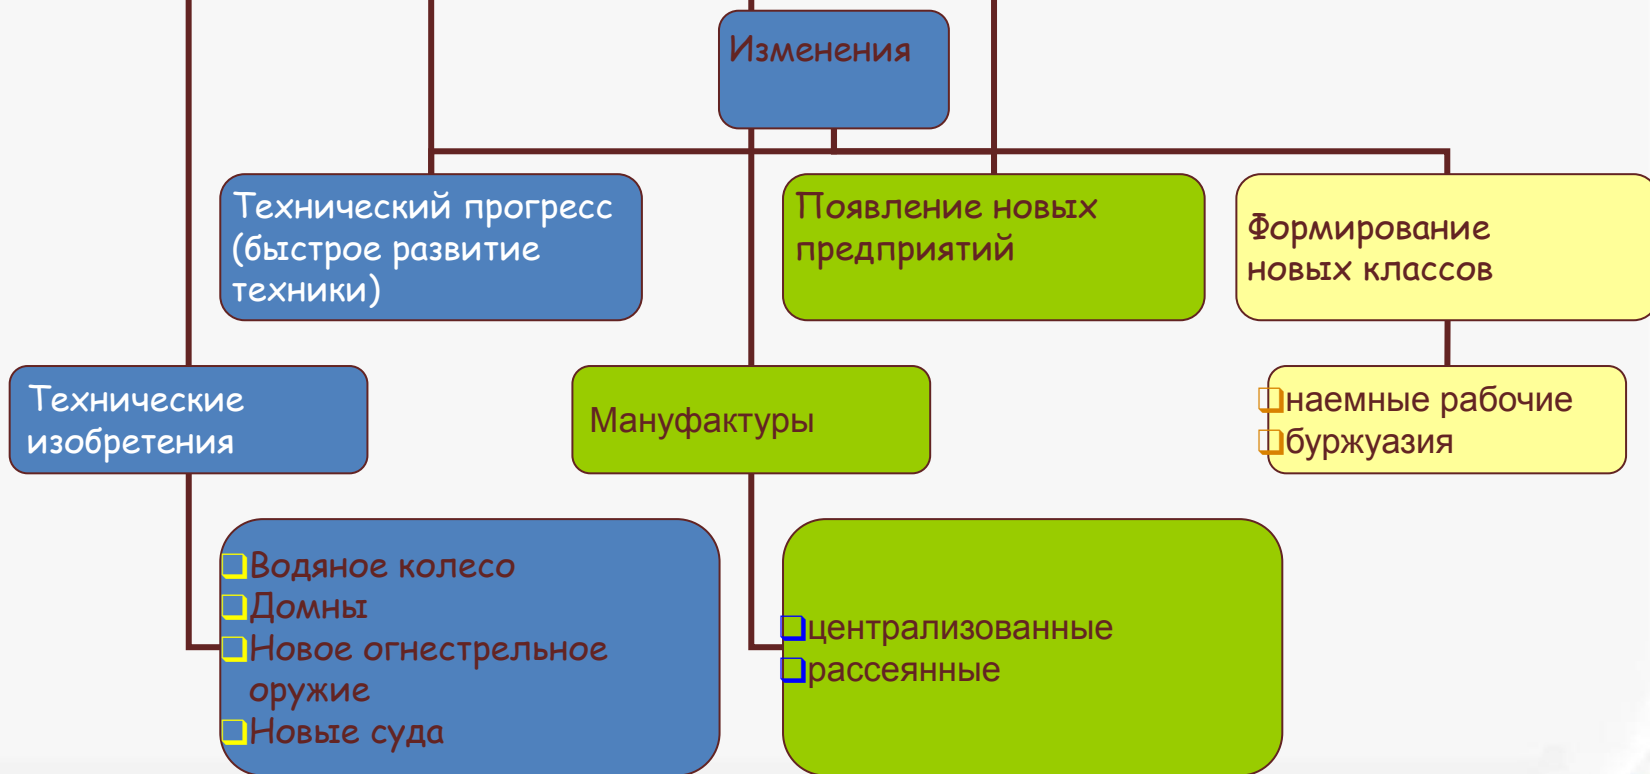 Изменения
Технический прогресс
(быстрое развитие
техники)
Появление новых
предприятий
Формирование
новых классов
Технические
изобретения
Мануфактуры
❑наемные рабочие
❑буржуазия
❑Водяное колесо
❑Домны
❑Новое огнестрельное
оружие
❑Новые суда
❑централизованные
❑рассеянные